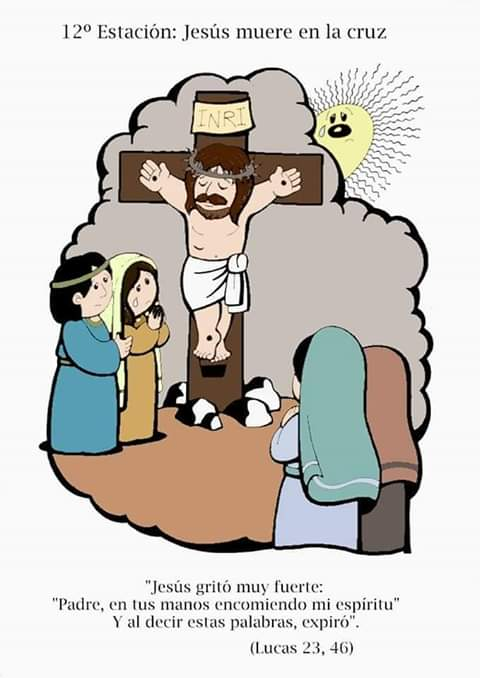 12º Estación: Jesús muere en la cruz
INRI
"Jesús gritó muy fuerte:
"Padre, en tus manos encomiendo mi espíritu"
Y al decir estas palabras, expiró".
(Lucas 23, 46)